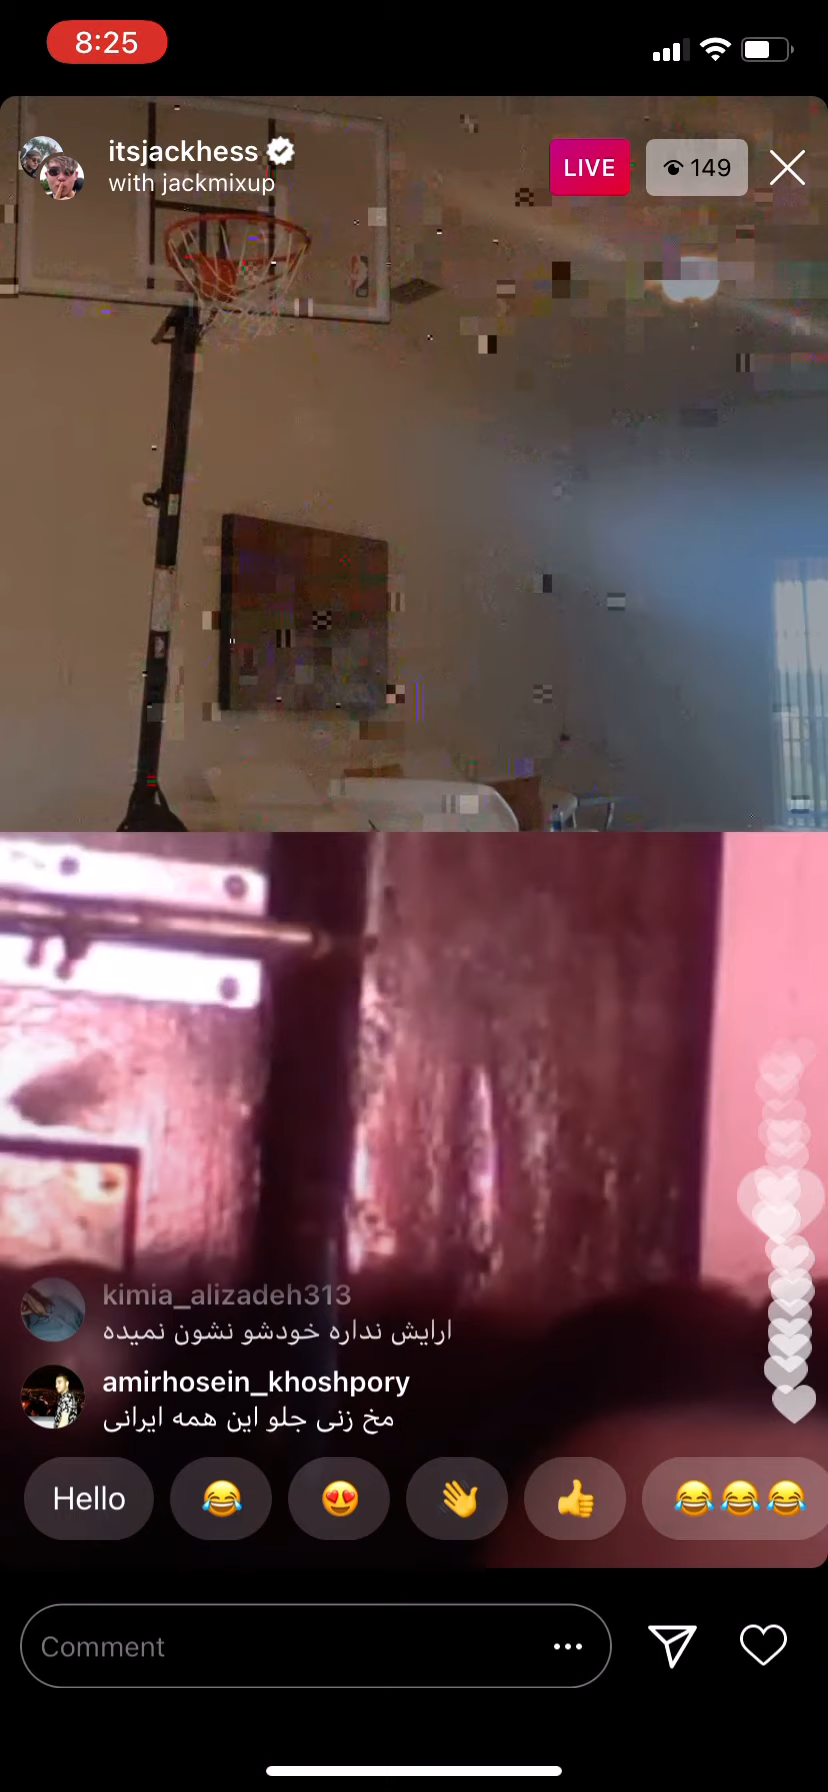 8:25
itsjackhess
with jackmixup
LIVE
149
kimia_alizadeh313
ارایش نداره خودشو نشون نمیده
amirhosein_khoshpory
مخ زنی جلو این همه ایرانی
Hello
Comment